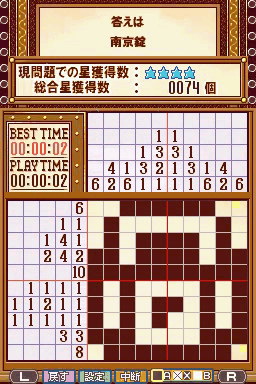 答えは
南京錠
現問題での星獲得数：★★★★
総合星獲得数　0074個
BEST TIME
00:00:02
PLAY TIME
00:00:02
1 1
1 3 3 1
4 1 3 2 1 3 1 4
6 2 6 1 1 1 1 6 2 6
6
1 1
1 4 1
2 4 2
10
1 1 1 1
1 1 2 1 1
1 1 1 1 1
3 3
8
L 戻す 設定 中断 A X B R